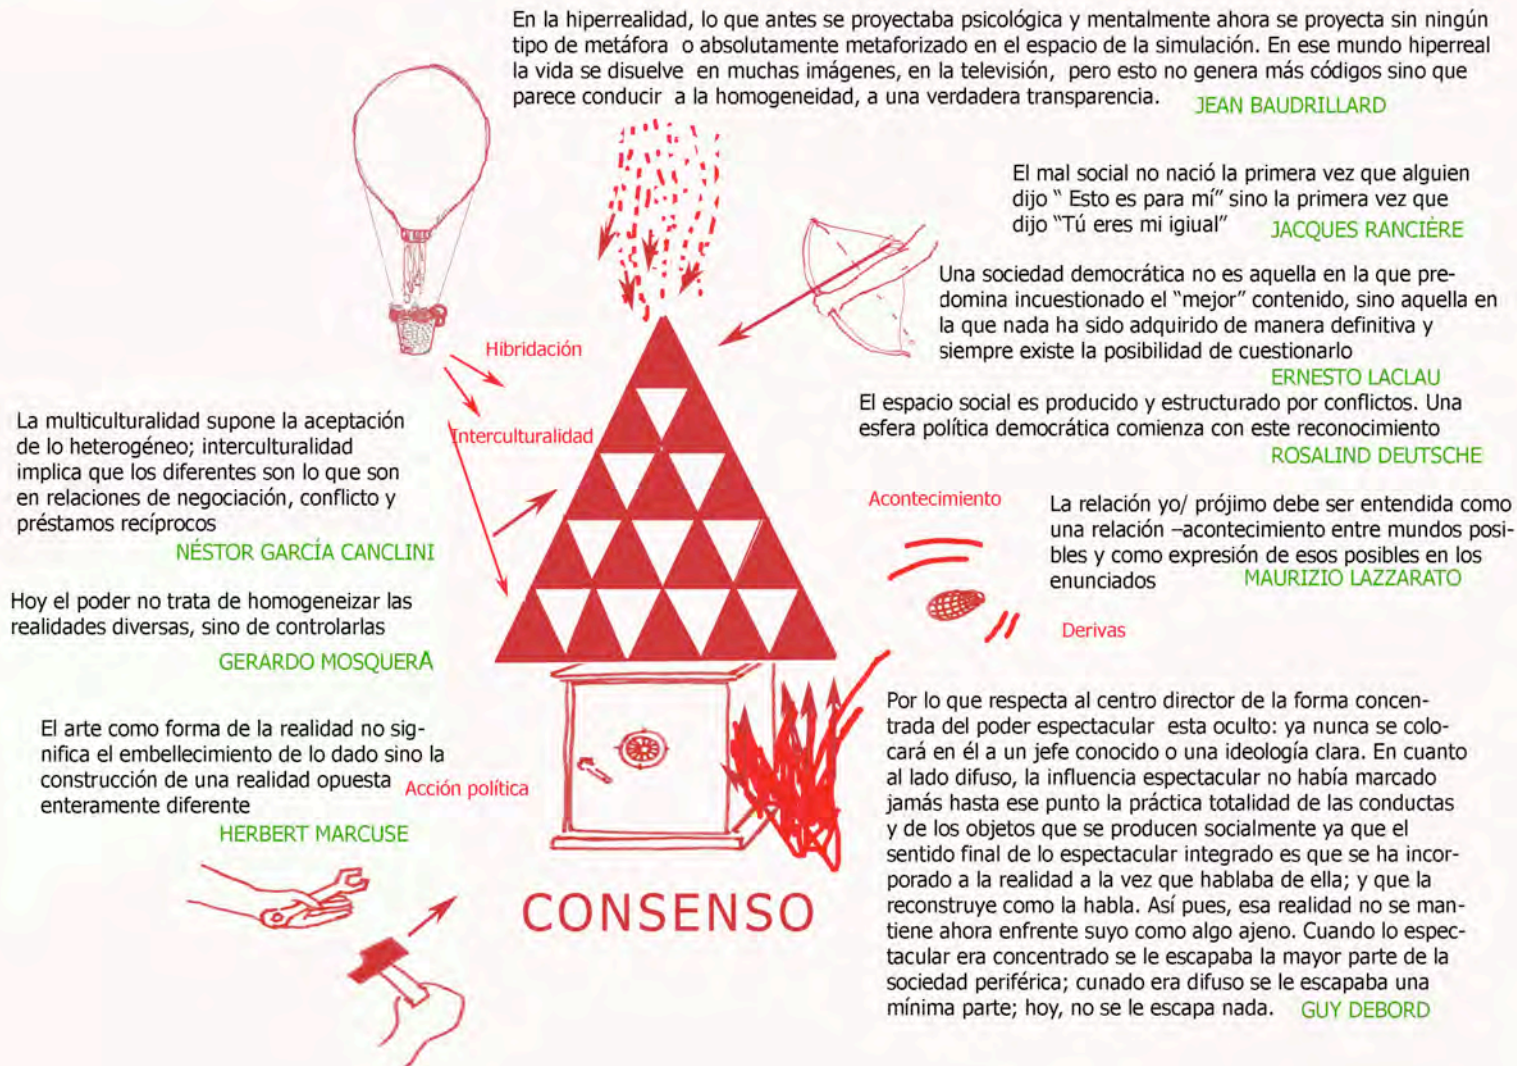 En la hiperrealidad, lo que antes se proyectaba psicológica y mentalmente ahora se proyecta sin ningún
tipo de metáfora o absolutamente metaforizado en el espacio de la simulación. En ese mundo hiperreal
la vida se disuelve en muchas imágenes, en la televisión, pero esto no genera más códigos sino que
parece conducir a la homogeneidad, a una verdadera transparencia.
JEAN BAUDRILLARD
El mal social no nació la primera vez que alguien
dijo “ Esto es para mí” sino la primera vez que
dijo “Tú eres mi igiual”
JACQUES RANCIÈRE
Una sociedad democrática no es aquella en la que pre-
domina incuestionado el “mejor” contenido, sino aquella en
la que nada ha sido adquirido de manera definitiva y
siempre existe la posibilidad de cuestionarlo
ERNESTO LACLAU
El espacio social es producido y estructurado por conflictos. Una
esfera política democrática comienza con este reconocimiento
ROSALIND DEUTSCHE
Hibridación
Interculturalidad
La multiculturalidad supone la aceptación
de lo heterogéneo; interculturalidad
implica que los diferentes son lo que son
en relaciones de negociación, conflicto y
préstamos recíprocos
NÉSTOR GARCÍA CANCLINI
Hoy el poder no trata de homogeneizar las
realidades diversas, sino de controlarlas
GERARDO MOSQUERA
El arte como forma de la realidad no sig-
nifica el embellecimiento de lo dado sino la
construcción de una realidad opuesta
enteramente diferente
HERBERT MARCUSE
Acción política
CONSENSO
Acontecimiento
La relación yo/ prójimo debe ser entendida como
una relación –acontecimiento entre mundos posi-
bles y como expresión de esos posibles en los
enunciados
MAURIZIO LAZZARATO
Derivas
Por lo que respecta al centro director de la forma concen-
trada del poder espectacular esta oculto: ya nunca se colo-
cará en él a un jefe conocido o una ideología clara. En cuanto
al lado difuso, la influencia espectacular no había marcado
jamás hasta ese punto la práctica totalidad de las conductas
y de los objetos que se producen socialmente ya que el
sentido final de lo espectacular integrado es que se ha incor-
porado a la realidad a la vez que hablaba de ella; y que la
reconstruye como la habla. Así pues, esa realidad no se man-
tiene ahora enfrente suyo como algo ajeno. Cuando lo espec-
tacular era concentrado se le escapaba la mayor parte de la
sociedad periférica; cunado era difuso se le escapaba una
mínima parte; hoy, no se le escapa nada.
GUY DEBORD